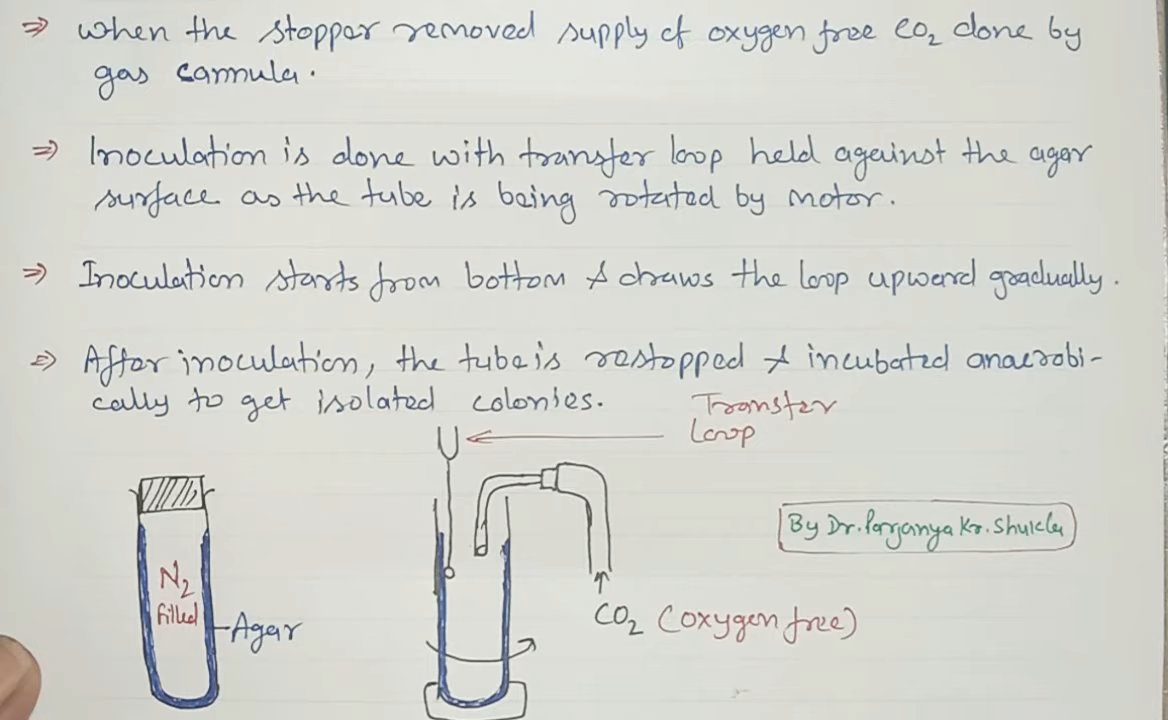 ⇒ when the stopper removed supply of oxygen free CO2 done by
gas cannula.
⇒ Inoculation is done with transfer loop held against the agar
surface as the tube is being rotated by motor.
⇒ Inoculation starts from bottom & draws the loop upward gradually.
⇒ After inoculation, the tube is restopped & incubated anaerobi-
cally to get isolated colonies.
Transfer
Loop
By Dr. Parjanya Kr. Shukla
N2
filled
Agar
CO2 (oxygen free)